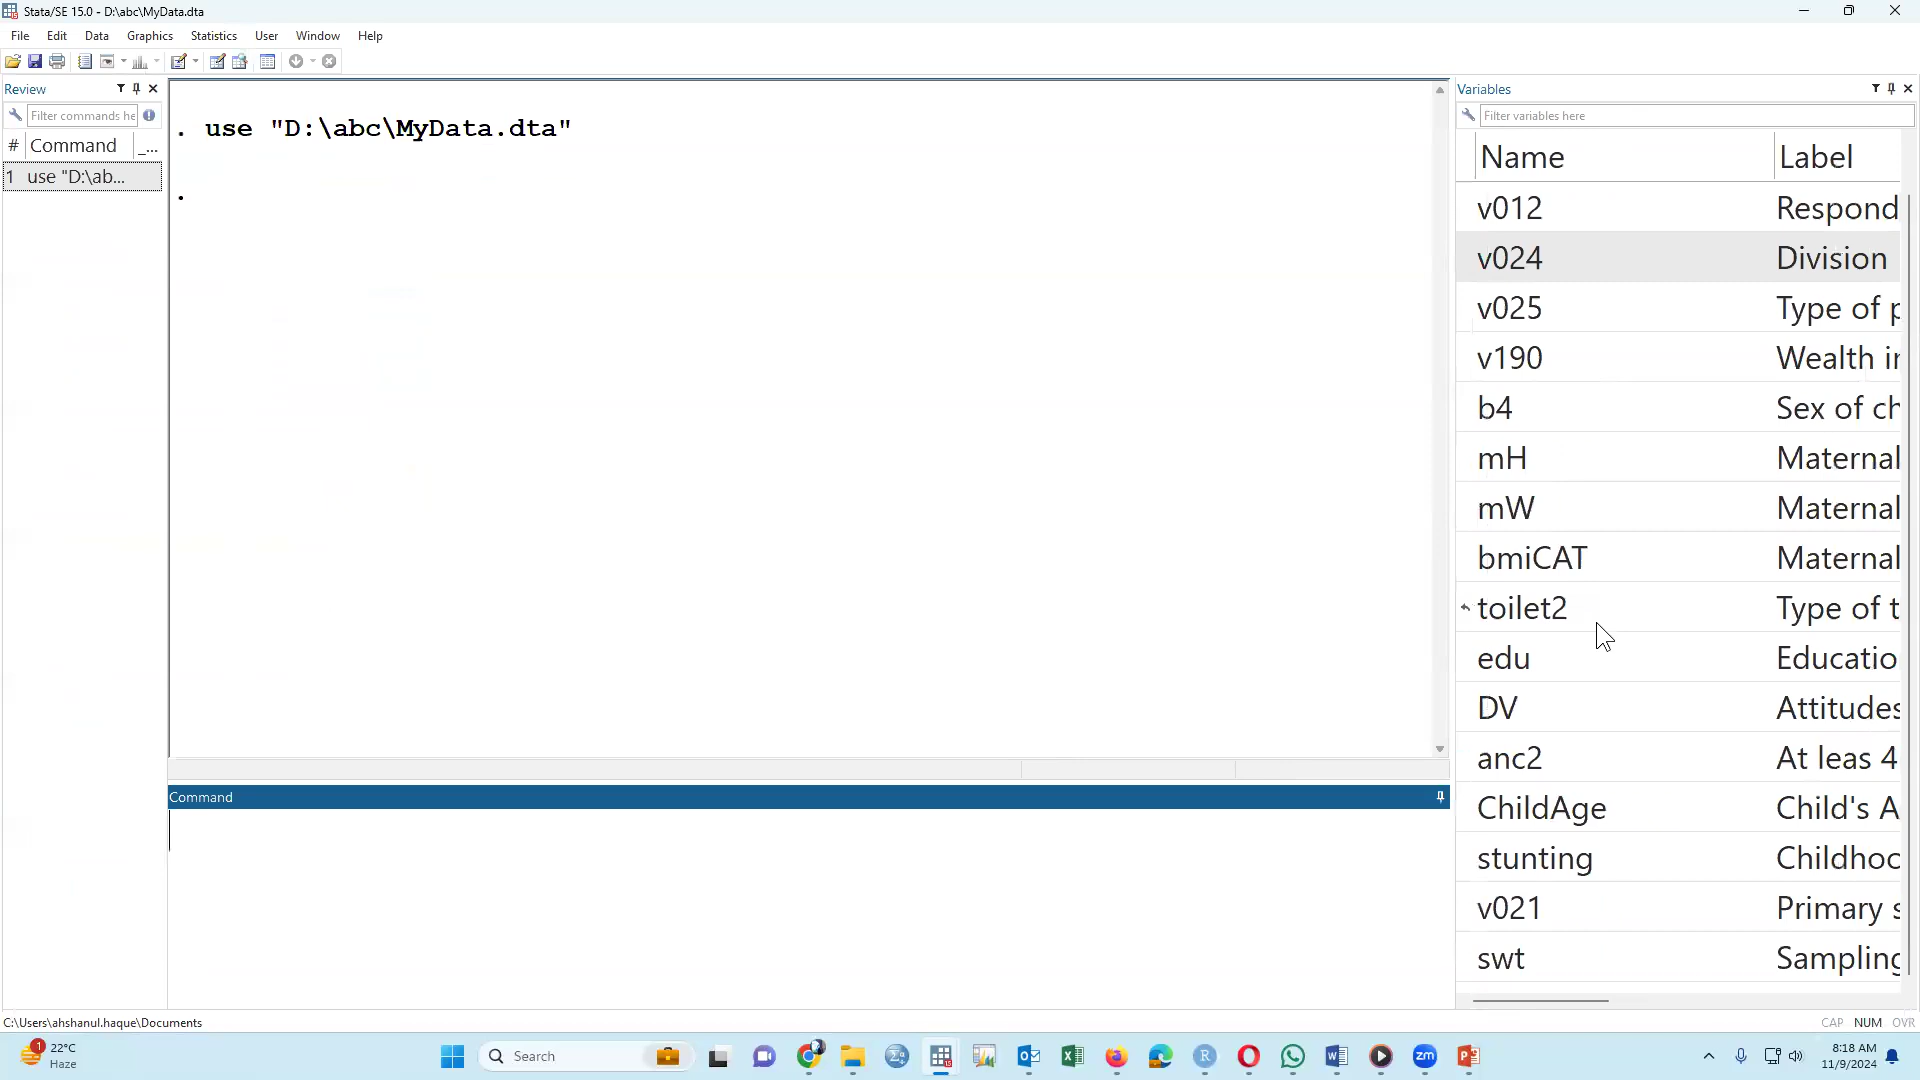 Stata/SE 15.0 - D:\abc\MyData.dta
File Edit Data Graphics Statistics User Window Help
Review
Variables
Filter commands he
Filter variables here
# Command _...
1 use "D:\ab...
. use "D:\abc\MyData.dta"
.
Name Label
v012 Respond
v024 Division
v025 Type of p
v190 Wealth in
b4 Sex of ch
mH Maternal
mW Maternal
bmiCAT Maternal
toilet2 Type of t
edu Educatio
DV Attitudes
anc2 At leas 4
ChildAge Child's A
stunting Childhoo
v021 Primary s
swt Sampling
Command
C:\Users\ahshanul.haque\Documents
CAP NUM OVR
1
22°C
Haze
Search
zm
8:18 AM
11/9/2024